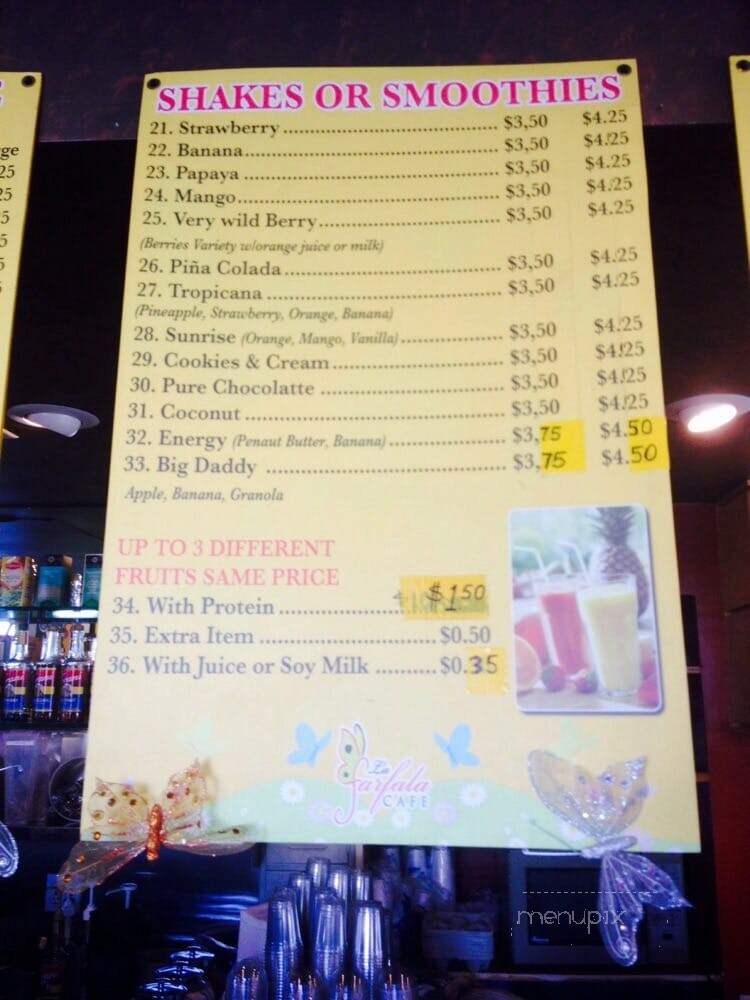 SHAKES OR SMOOTHIES
21. Strawberry ........ $3,50 $4.25
22. Banana ........ $3,50 $4.25
23. Papaya ........ $3,50 $4.25
24. Mango ........ $3,50 $4.25
25. Very wild Berry ........ $3,50 $4.25
(Berries Variety w/orange juice or milk)
26. Piña Colada ........ $3,50 $4.25
27. Tropicana ........ $3,50 $4.25
(Pineapple, Strawberry, Orange, Banana)
28. Sunrise (Orange, Mango, Vanilla) ........ $3,50 $4.25
29. Cookies & Cream ........ $3,50 $4.25
30. Pure Chocolatte ........ $3,50 $4.25
31. Coconut ........ $3,50 $4.25
32. Energy (Penaut Butter, Banana) ........ $3,75 $4.50
33. Big Daddy ........ $3,75 $4.50
Apple, Banana, Granola
UP TO 3 DIFFERENT
FRUITS SAME PRICE
34. With Protein ........ $1.50
35. Extra Item ........ $0.50
36. With Juice or Soy Milk ........ $0.35
La
Farfala
CAFE
menupix